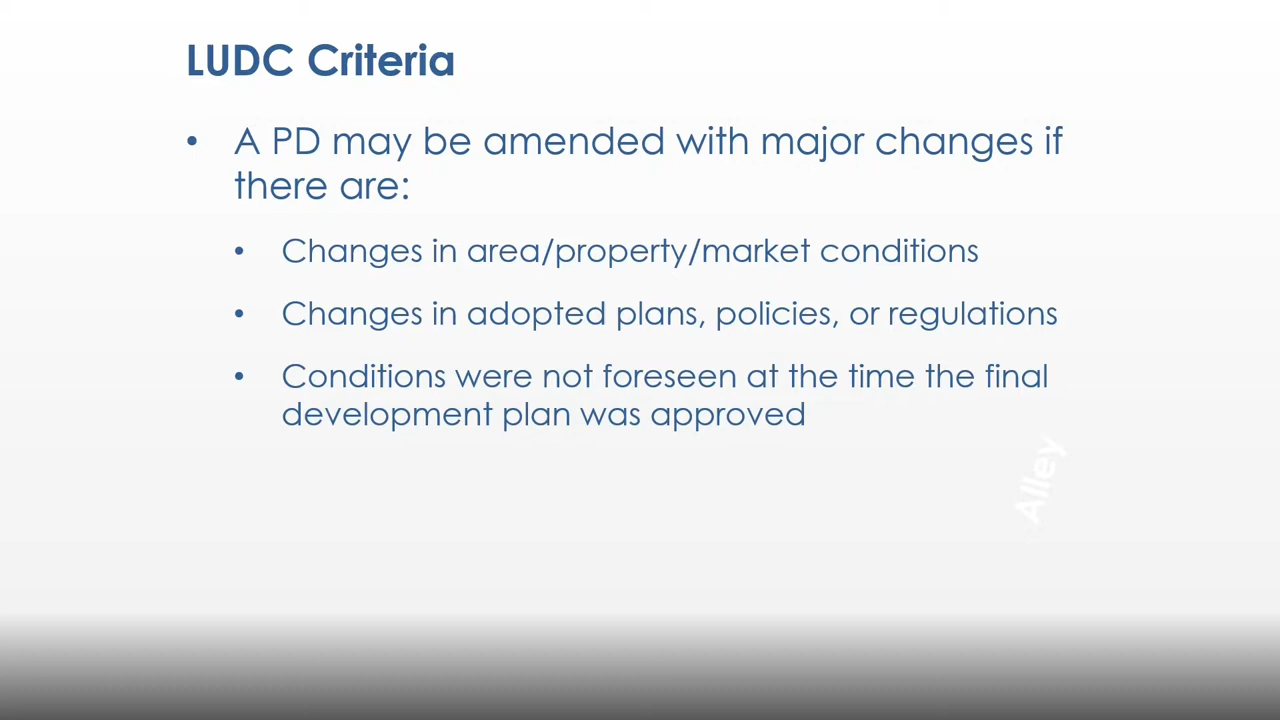 LUDC Criteria
• A PD may be amended with major changes if
there are:
• Changes in area/property/market conditions
• Changes in adopted plans, policies, or regulations
• Conditions were not foreseen at the time the final
development plan was approved
Alley